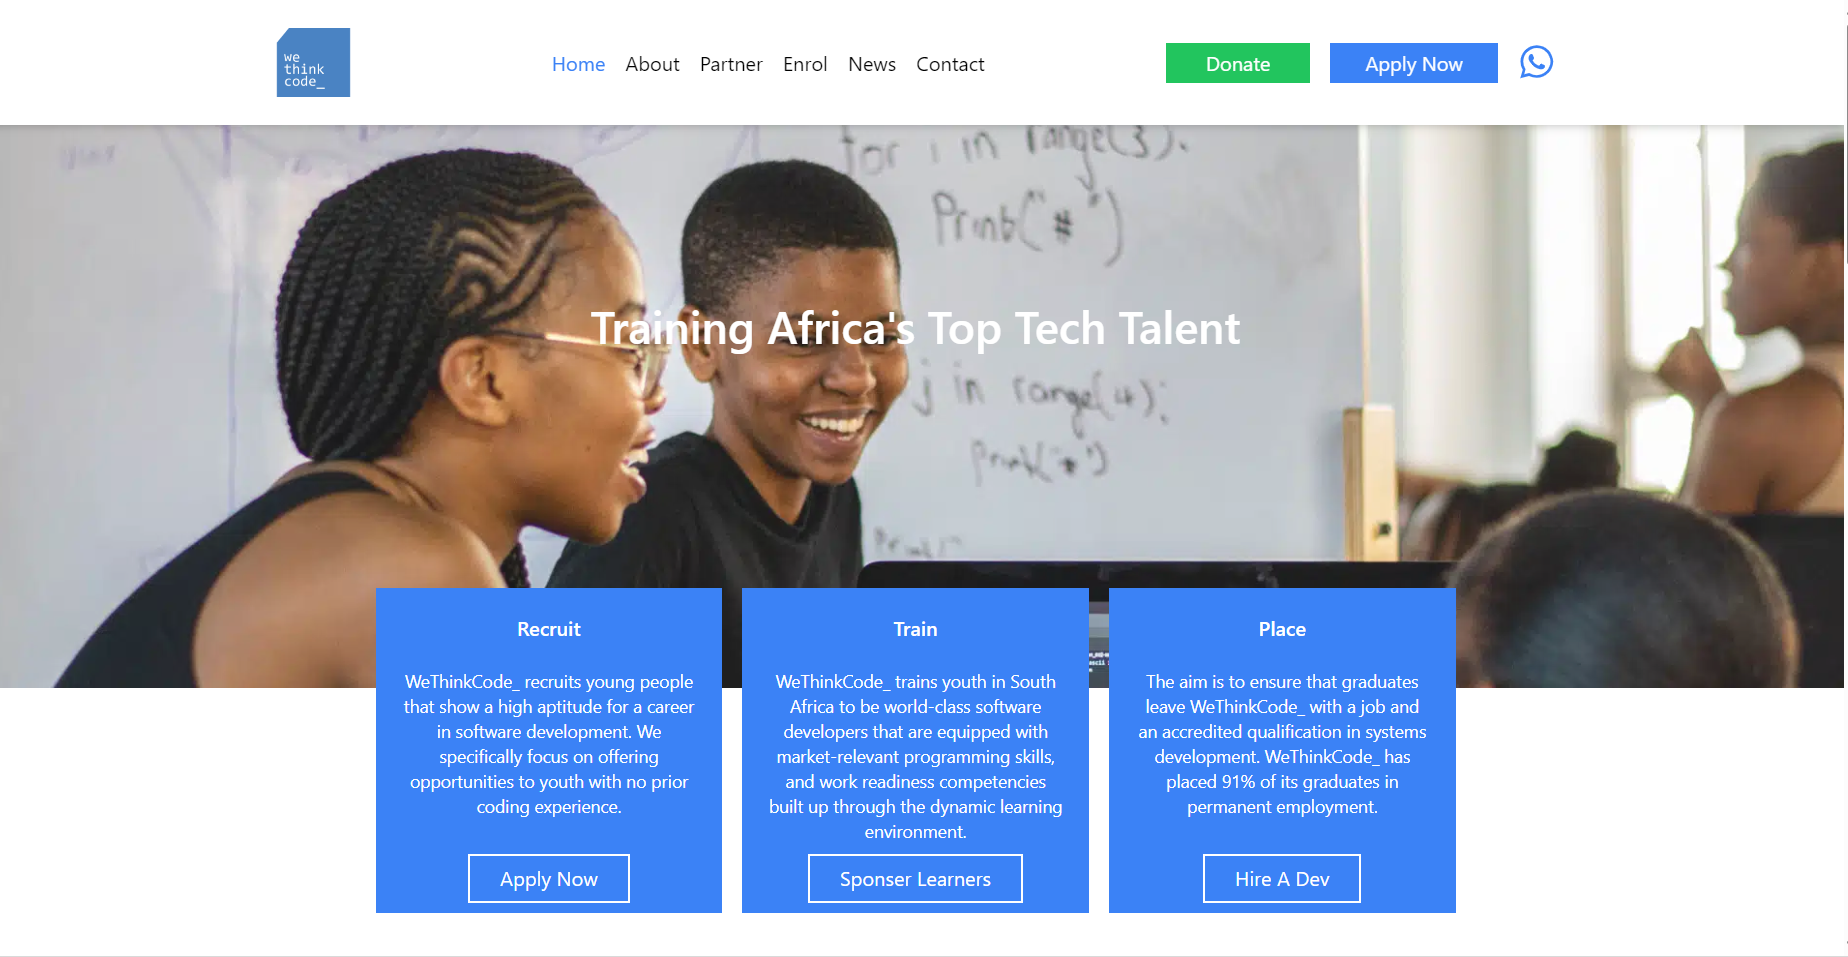 we
think
code_
Home About Partner Enrol News Contact
Donate
Apply Now
for i in range(3):
Print("#")
Training Africa's Top Tech Talent
j in range(4):
print('*')
Print("
Recruit
WeThinkCode_ recruits young people
that show a high aptitude for a career
in software development. We
specifically focus on offering
opportunities to youth with no prior
coding experience.
Apply Now
Train
WeThinkCode_ trains youth in South
Africa to be world-class software
developers that are equipped with
market-relevant programming skills,
and work readiness competencies
built up through the dynamic learning
environment.
Sponser Learners
Place
The aim is to ensure that graduates
leave WeThinkCode_ with a job and
an accredited qualification in systems
development. WeThinkCode_ has
placed 91% of its graduates in
permanent employment.
Hire A Dev